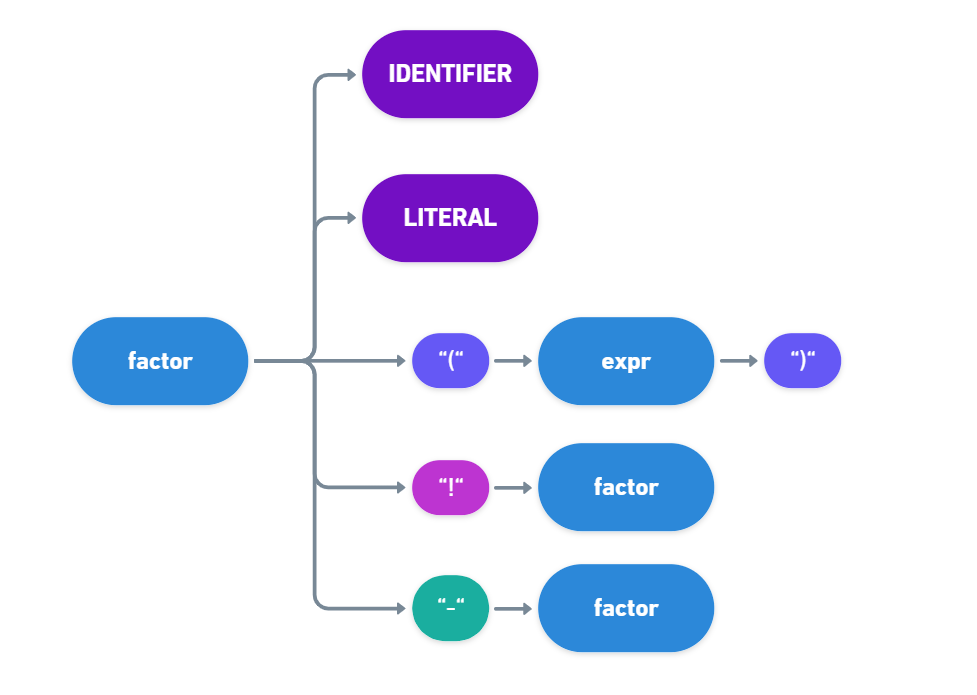 IDENTIFIER
LITERAL
factor
“(“
expr
“)“
“!“
factor
“-“
factor